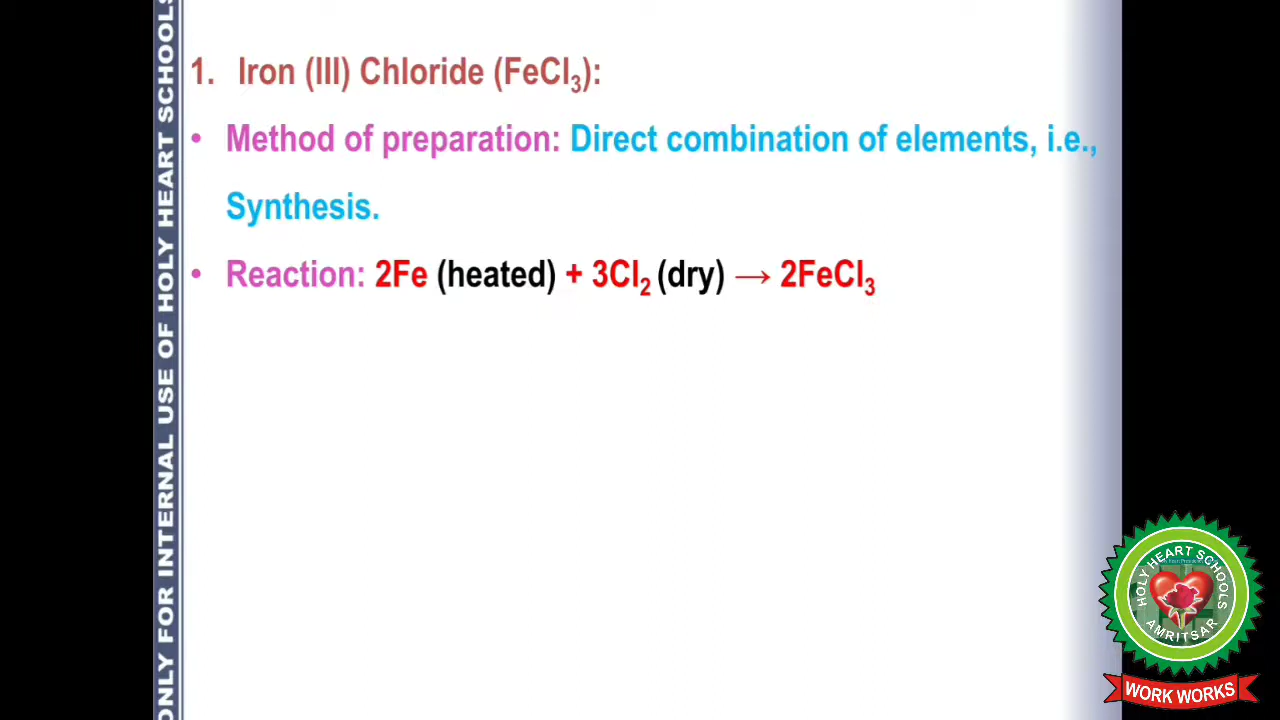 1. Iron (III) Chloride (FeCl₃):
• Method of preparation: Direct combination of elements, i.e.,
Synthesis.
• Reaction: 2Fe (heated) + 3Cl₂ (dry) → 2FeCl₃
ONLY FOR INTERNAL USE OF HOLY HEART SCHOOLS
HOLY HEART SCHOOLS
AMRITSAR
WORK WORKS